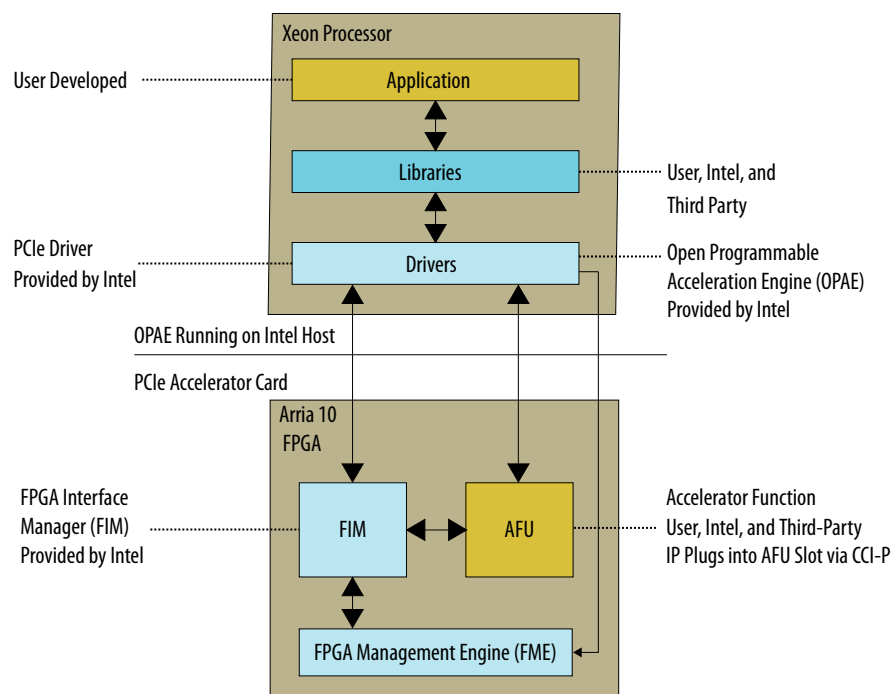 Xeon Processor
User Developed
Application
Libraries
User, Intel, and
Third Party
PCIe Driver
Provided by Intel
Drivers
Open Programmable
Acceleration Engine (OPAE)
Provided by Intel
OPAE Running on Intel Host
PCIe Accelerator Card
Arria 10
FPGA
FPGA Interface
Manager (FIM)
Provided by Intel
FIM
AFU
Accelerator Function
User, Intel, and Third-Party
IP Plugs into AFU Slot via CCI-P
FPGA Management Engine (FME)